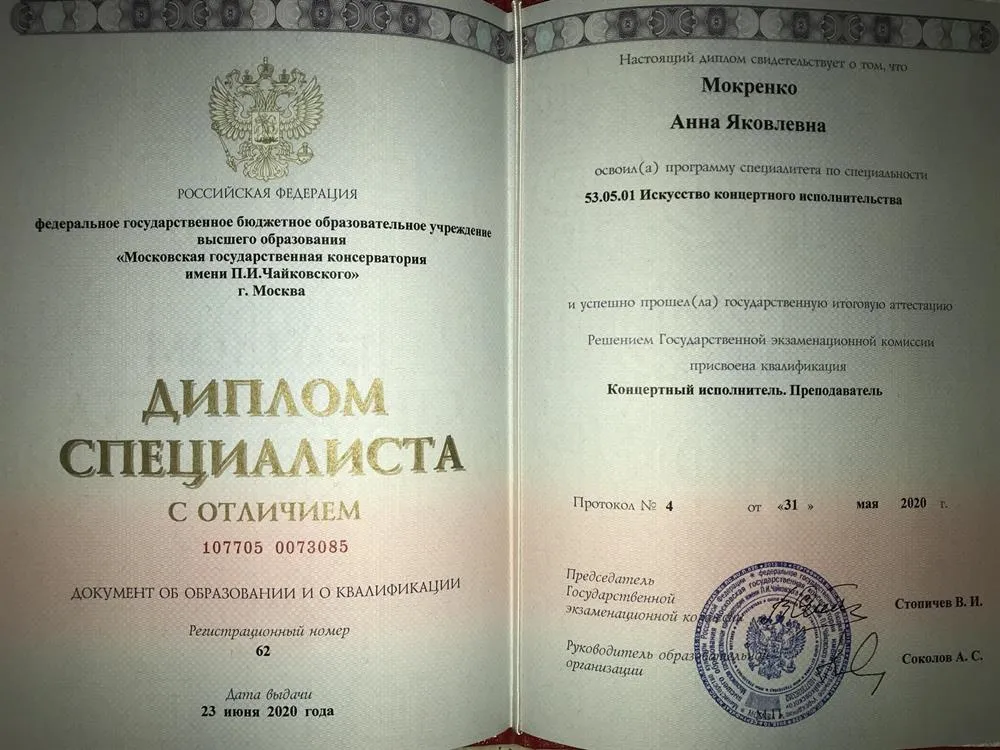 РОССИЙСКАЯ ФЕДЕРАЦИЯ
федеральное государственное бюджетное образовательное учреждение
высшего образования
«Московская государственная консерватория
имени П.И.Чайковского»
г. Москва
ДИПЛОМ
СПЕЦИАЛИСТА
С ОТЛИЧИЕМ
107705 0073085
ДОКУМЕНТ ОБ ОБРАЗОВАНИИ И О КВАЛИФИКАЦИИ
Регистрационный номер
62
Дата выдачи
23 июня 2020 года
Настоящий диплом свидетельствует о том, что
Мокренко
Анна Яковлевна
освоил(а) программу специалитета по специальности
53.05.01 Искусство концертного исполнительства
и успешно прошел(ла) государственную итоговую аттестацию
Решением Государственной экзаменационной комиссии
присвоена квалификация
Концертный исполнитель. Преподаватель
Протокол № 4 от «31 » мая 2020 г.
Председатель
Государственной
экзаменационной
Стопичев В. И.
Руководитель образовательной
организации
Соколов А. С.
М.П.